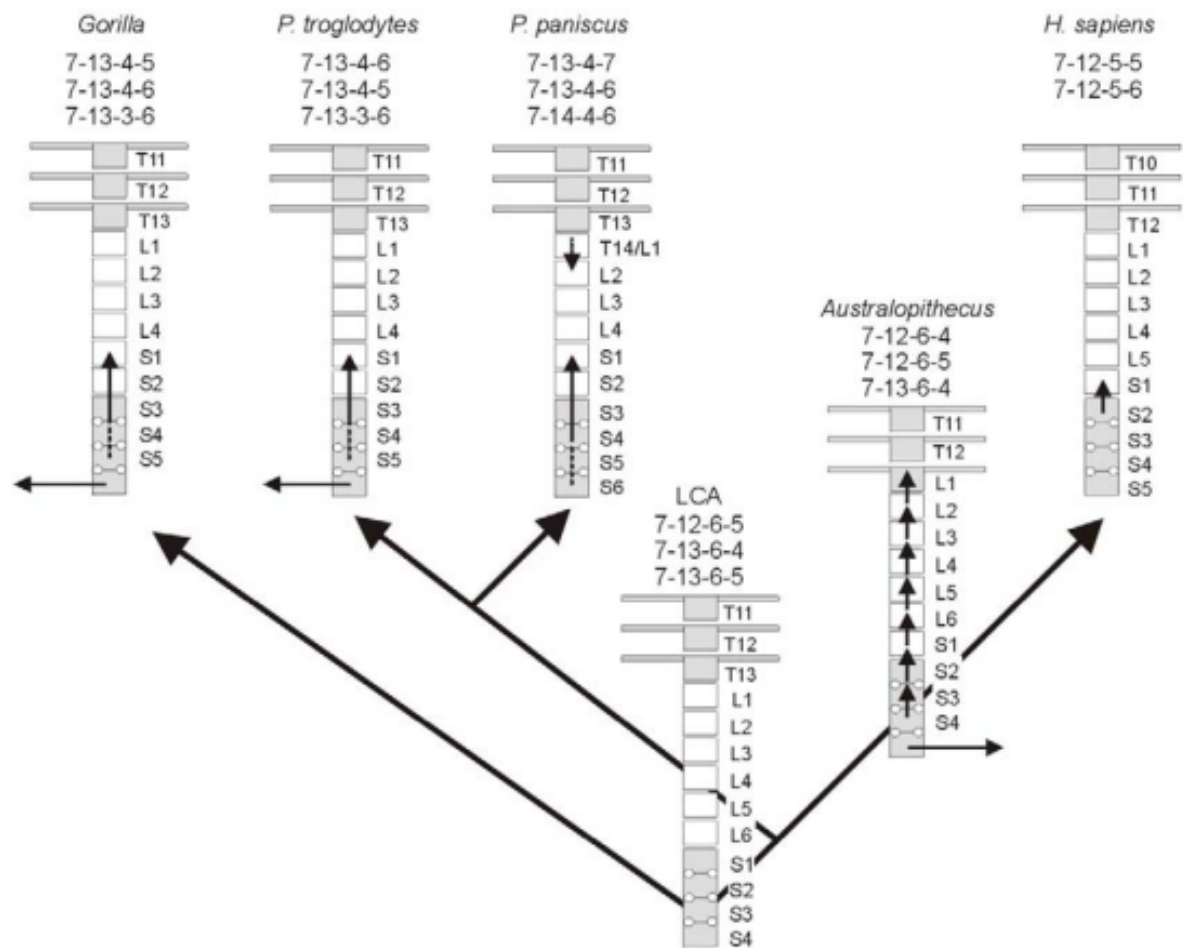 Gorilla
7-13-4-5
7-13-4-6
7-13-3-6
T11
T12
T13
L1
L2
L3
L4
S1
S2
S3
S4
S5
P. troglodytes
7-13-4-6
7-13-4-5
7-13-3-6
T11
T12
T13
L1
L2
L3
L4
S1
S2
S3
S4
S5
P. paniscus
7-13-4-7
7-13-4-6
7-14-4-6
T11
T12
T13
T14/L1
L2
L3
L4
S1
S2
S3
S4
S5
S6
LCA
7-12-6-5
7-13-6-4
7-13-6-5
T11
T12
T13
L1
L2
L3
L4
L5
L6
S1
S2
S3
S4
Australopithecus
7-12-6-4
7-12-6-5
7-13-6-4
T11
T12
L1
L2
L3
L4
L5
L6
S1
S2
S3
S4
H. sapiens
7-12-5-5
7-12-5-6
T10
T11
T12
L1
L2
L3
L4
L5
S1
S2
S3
S4
S5